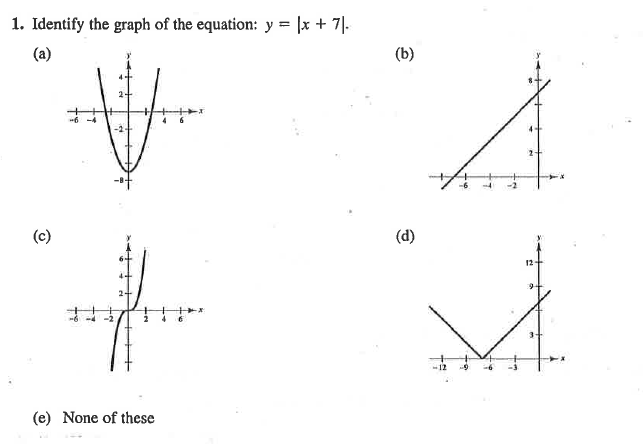 1. Identify the graph of the equation: y = |x + 7|.
(a)
y
4
2
-6 -4 4 6 x
-2
-8
(b)
y
8
4
2
-6 -4 -2 x
(c)
y
6
4
2
-6 -4 -2 2 4 6 x
(d)
y
12
9
3
-12 -9 -6 -3 x
(e) None of these